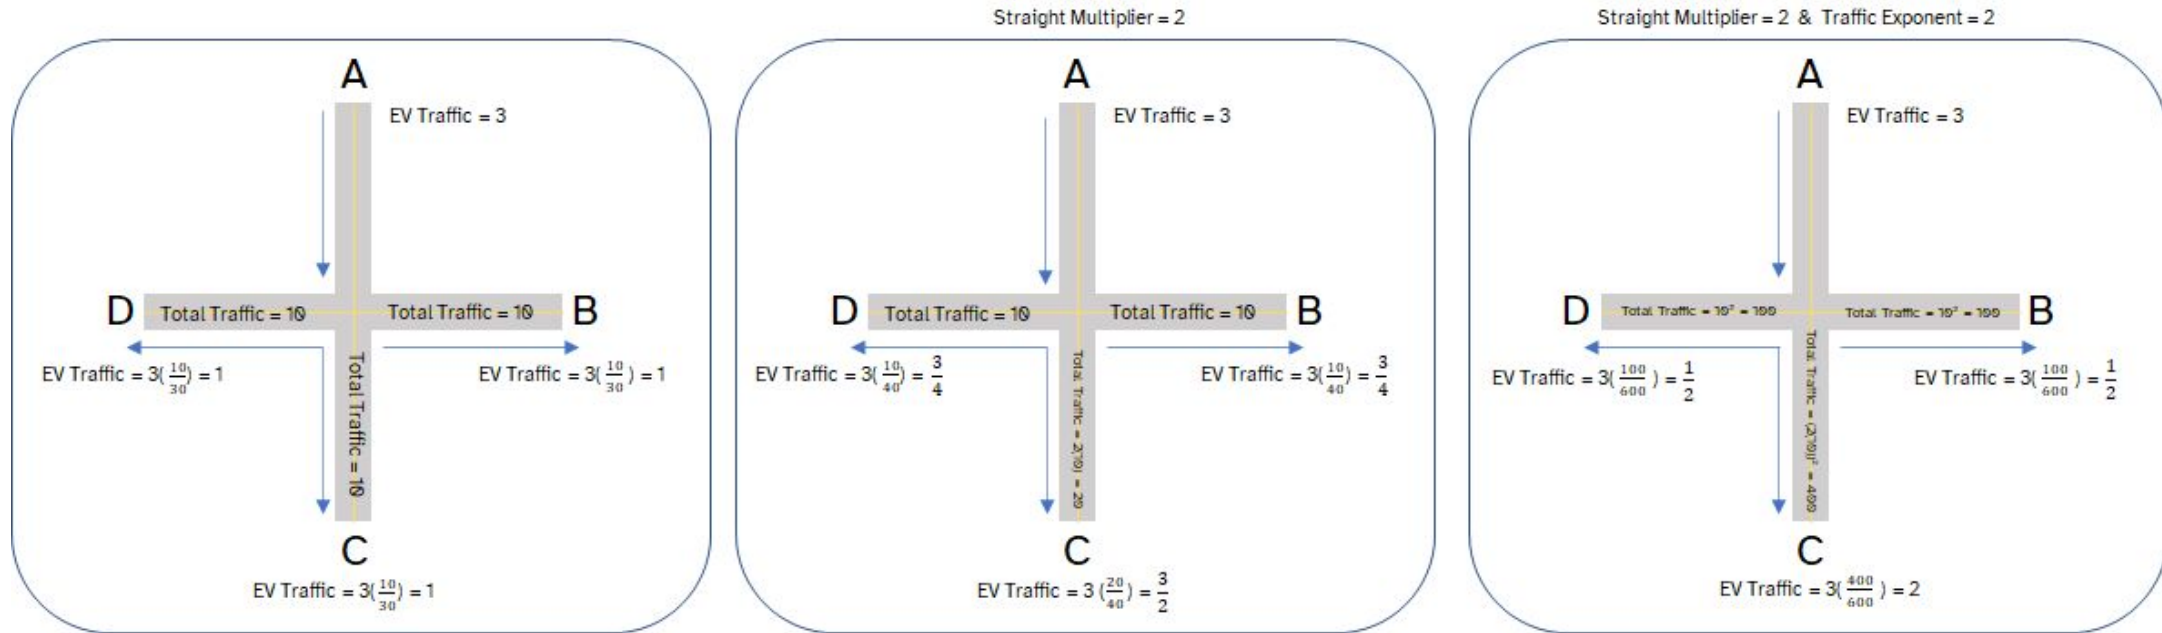 Straight Multiplier = 2
Straight Multiplier = 2 & Traffic Exponent = 2
A
EV Traffic = 3
D
Total Traffic = 10
Total Traffic = 10
B
EV Traffic = 3(10/30) = 1
EV Traffic = 3(10/30) = 1
Total Traffic = 10
C
EV Traffic = 3(10/30) = 1
A
EV Traffic = 3
D
Total Traffic = 10
Total Traffic = 10
B
EV Traffic = 3(10/40) = 3/4
EV Traffic = 3(10/40) = 3/4
Total Traffic = 2(10) = 20
C
EV Traffic = 3 (20/40) = 3/2
A
EV Traffic = 3
D
Total Traffic = 10² = 100
Total Traffic = 10² = 100
B
EV Traffic = 3(100/600) = 1/2
EV Traffic = 3(100/600) = 1/2
Total Traffic = (2(10))² = 400
C
EV Traffic = 3(400/600) = 2